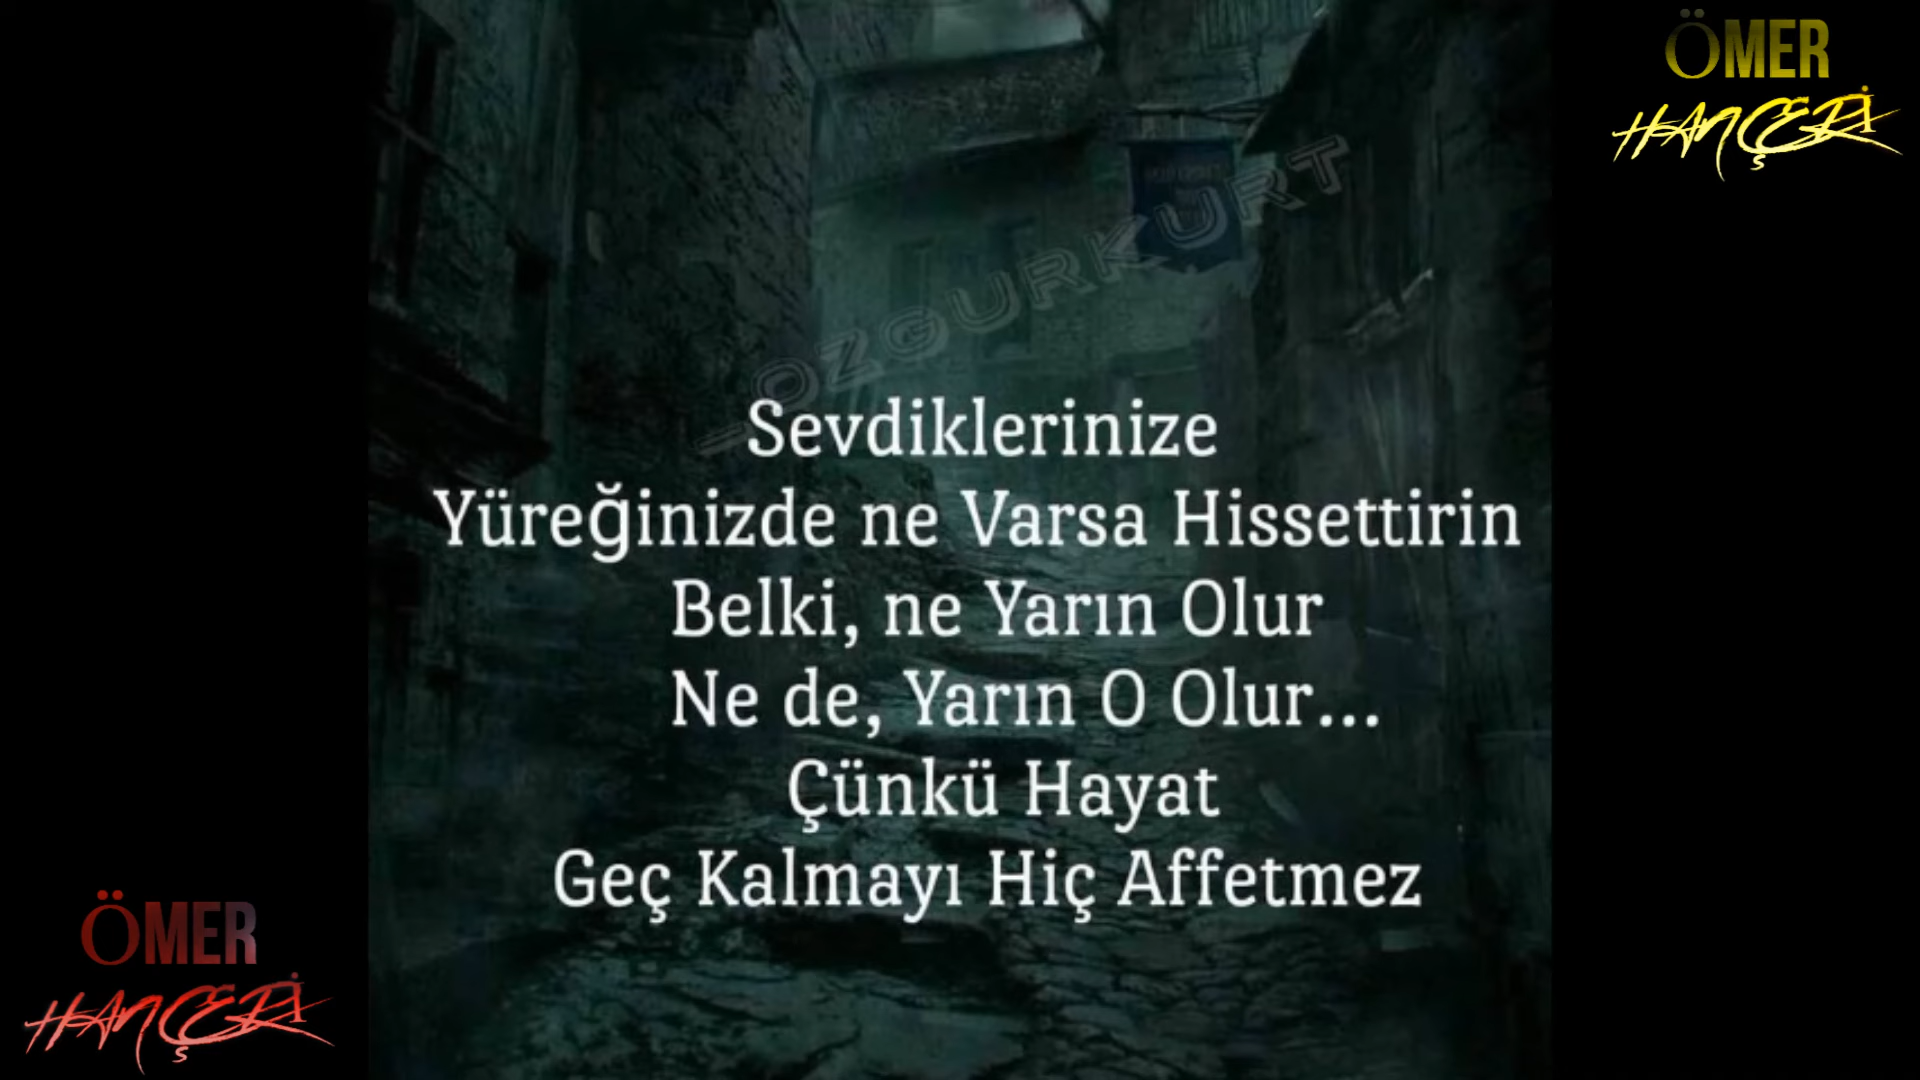 ÖMER
HANÇERİ
_OZGURKURT
Sevdiklerinize
Yüreğinizde ne Varsa Hissettirin
Belki, ne Yarın Olur
Ne de, Yarın O Olur...
Çünkü Hayat
Geç Kalmayı Hiç Affetmez
ÖMER
HANÇERİ